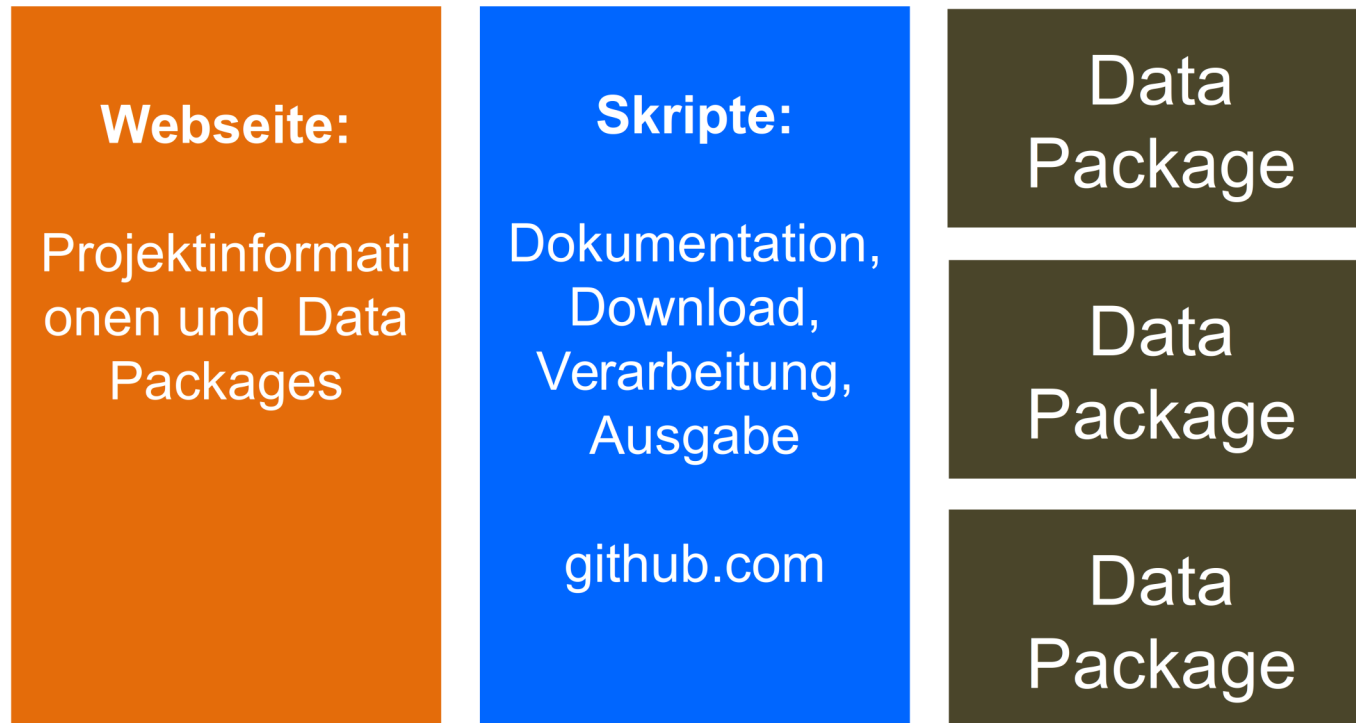 Webseite:
Projektinformati
onen und  Data
Packages
Skripte:
Dokumentation,
Download,
Verarbeitung,
Ausgabe
github.com
Data
Package
Data
Package
Data
Package